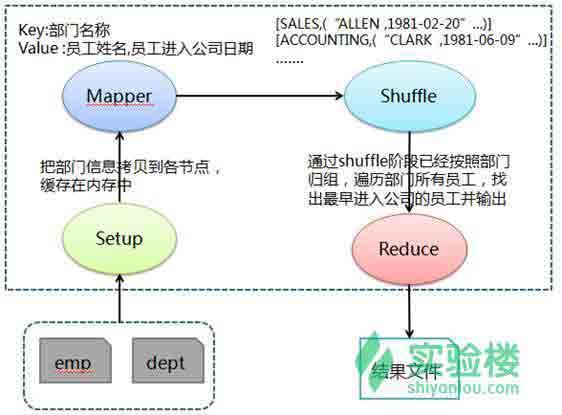 Key:部门名称
Value :员工姓名,员工进入公司日期
[SALES,(“ALLEN ,1981-02-20”…)]
[ACCOUNTING,(“CLARK ,1981-06-09”…)]
.......
Mapper
Shuffle
把部门信息拷贝到各节点，
缓存在内存中
通过shuffle阶段已经按照部门
归组，遍历部门所有员工，找
出最早进入公司的员工并输出
Setup
Reduce
emp
dept
结果文件
实验楼
shiyanlou.com